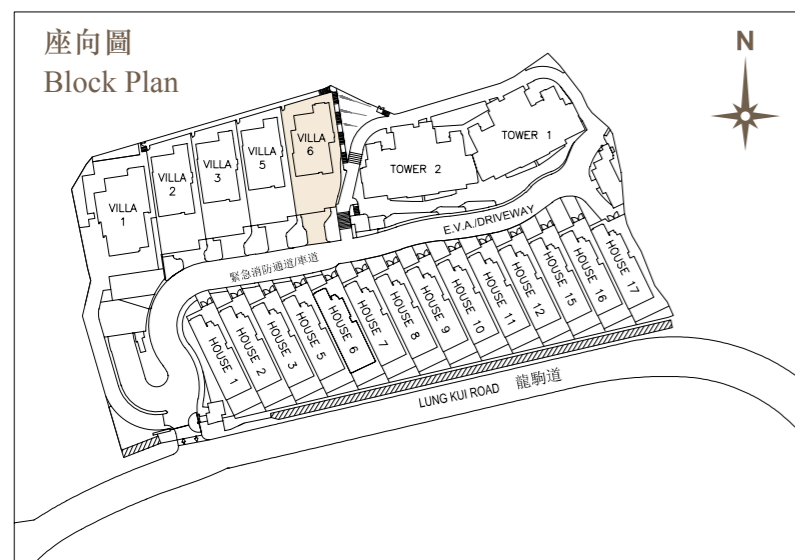 座向圖
Block Plan
N
VILLA
1
VILLA
2
VILLA
3
VILLA
5
VILLA
6
TOWER 2
TOWER 1
E.V.A./DRIVEWAY
緊急消防通道/車道
HOUSE 1
HOUSE 2
HOUSE 3
HOUSE 5
HOUSE 6
HOUSE 7
HOUSE 8
HOUSE 9
HOUSE 10
HOUSE 11
HOUSE 12
HOUSE 15
HOUSE 16
HOUSE 17
LUNG KUI ROAD 龍駒道